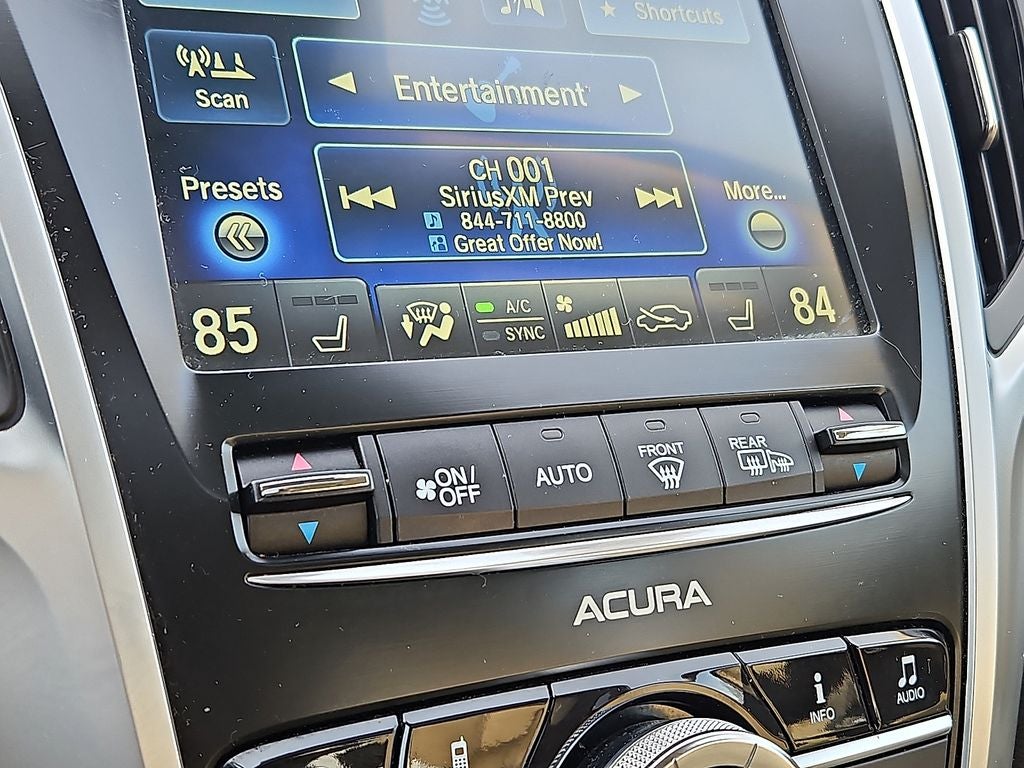 Shortcuts
Scan
Entertainment
CH 001
SiriusXM Prev
844-711-8800
Great Offer Now!
Presets
More...
85
A/C
SYNC
84
ON/
OFF
AUTO
FRONT
REAR
ACURA
INFO
AUDIO